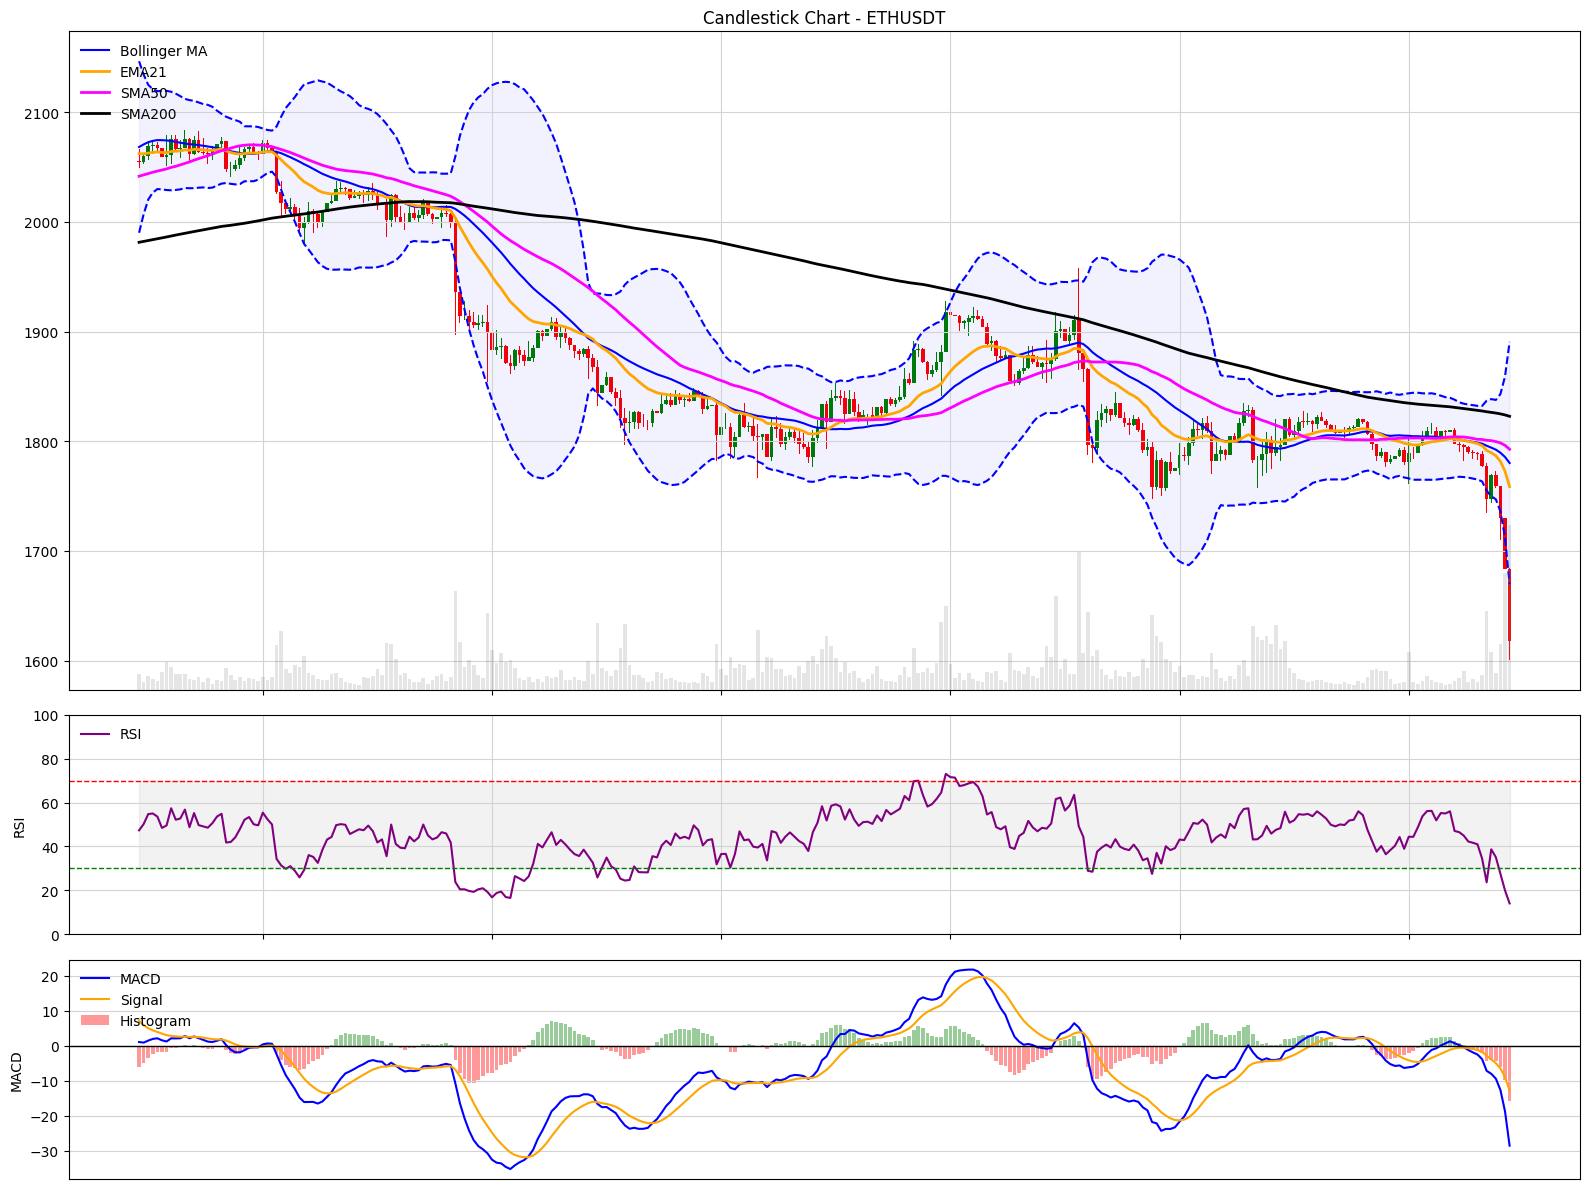 Candlestick Chart - ETHUSDT
Bollinger MA
EMA21
SMA50
SMA200
2100
2000
1900
1800
1700
1600
RSI
100
80
60
40
20
0
RSI
MACD
Signal
Histogram
20
10
0
−10
−20
−30
MACD